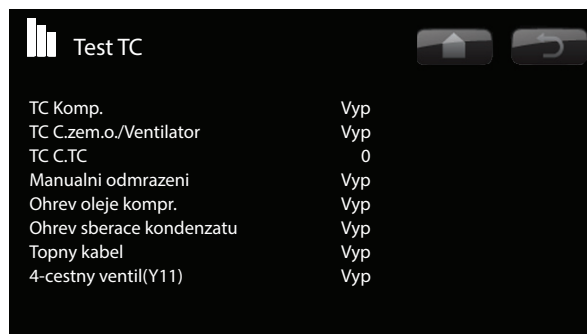 Test TC
TC Komp. Vyp
TC C.zem.o./Ventilator Vyp
TC C.TC 0
Manualni odmrazeni Vyp
Ohrev oleje kompr. Vyp
Ohrev sberace kondenzatu Vyp
Topny kabel Vyp
4-cestny ventil(Y11) Vyp